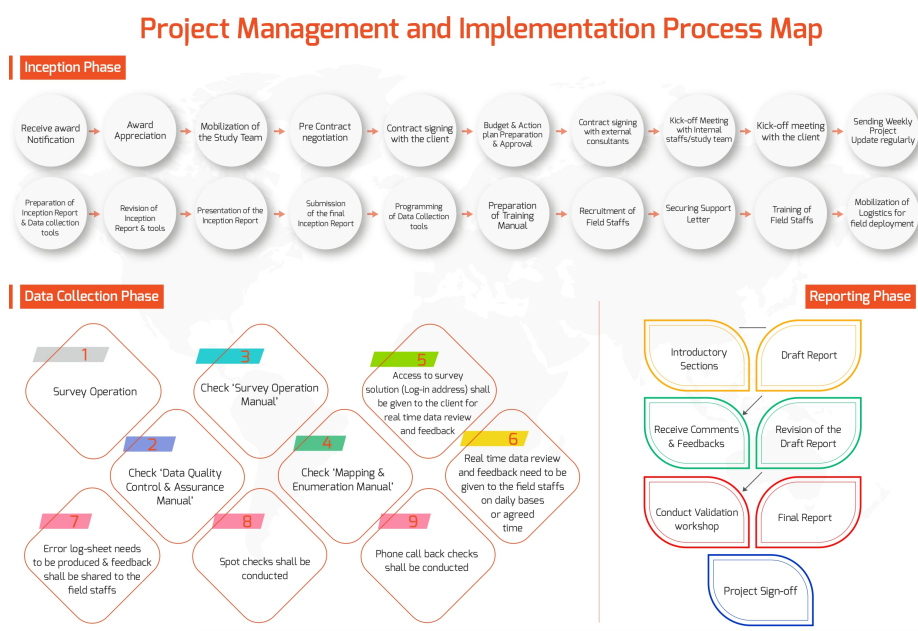 Project Management and Implementation Process Map
Inception Phase
Receive award
Notification
Award
Appreciation
Mobilization of
the Study Team
Pre Contract
negotiation
Contract signing
with the client
Budget & Action
plan Preparation
& Approval
Contract signing
with external
consultants
Kick-off Meeting
with Internal
staffs/study team
Kick-off meeting
with the client
Sending Weekly
Project
Update regularly
Preparation of
Inception Report
& Data collection
tools
Revision of
Inception
Report & tools
Presentation of the
Inception Report
Submission
of the final
Inception Report
Programming
of Data Collection
tools
Preparation
of Training
Manual
Recruitment of
Field Staffs
Securing Support
Letter
Training of
Field Staffs
Mobilization of
Logistics for
field deployment
Data Collection Phase
1
Survey Operation
2
Check ‘Data Quality
Control & Assurance
Manual’
3
Check ‘Survey Operation
Manual’
4
Check ‘Mapping &
Enumeration Manual’
5
Access to survey
solution (Log-in address) shall
be given to the client for
real time data review
and feedback
6
Real time data review
and feedback need to be
given to the field staffs
on daily bases
or agreed
time
7
Error log-sheet needs
to be produced & feedback
shall be shared to the
field staffs
8
Spot checks shall be
conducted
9
Phone call back checks
shall be conducted
Reporting Phase
Introductory
Sections
Draft Report
Receive Comments
& Feedbacks
Revision of the
Draft Report
Conduct Validation
workshop
Final Report
Project Sign-off